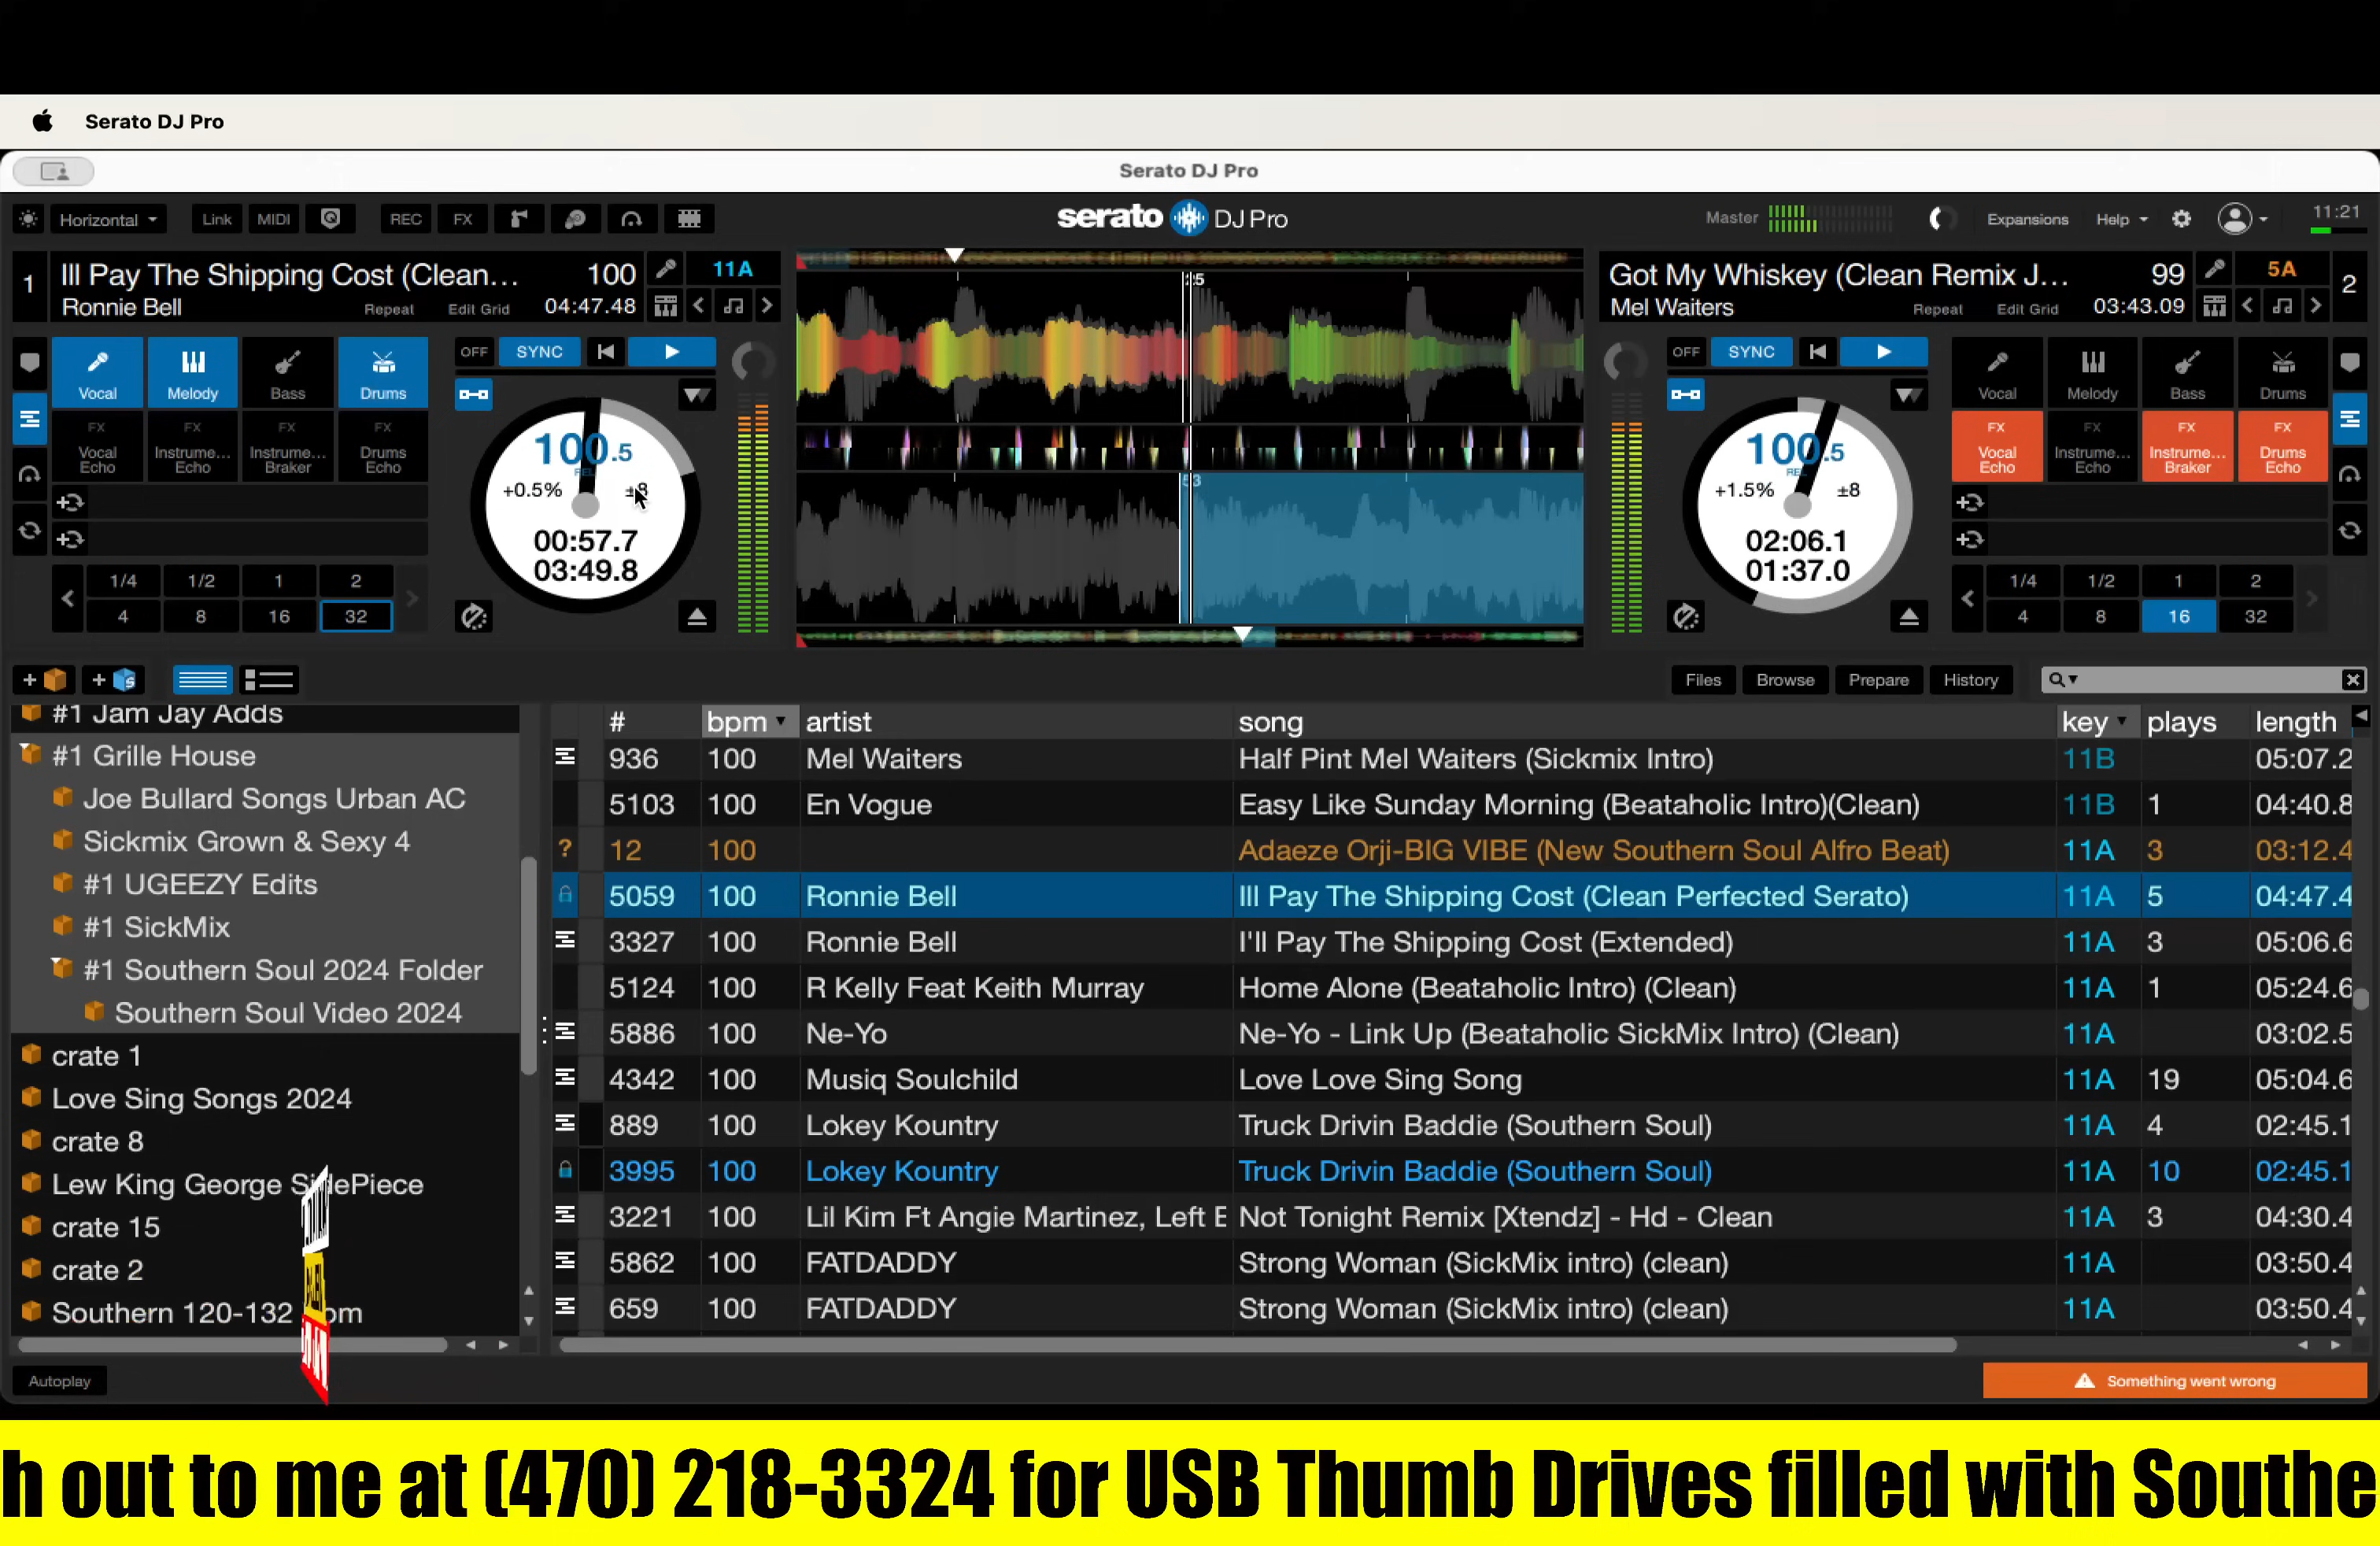 Serato DJ Pro
Serato DJ Pro
Horizontal Link MIDI REC FX serato DJ Pro Master Expansions Help 11:21
1 Ill Pay The Shipping Cost (Clean... 100 11A
Ronnie Bell Repeat Edit Grid 04:47.48
Got My Whiskey (Clean Remix J... 99 5A 2
Mel Waiters Repeat Edit Grid 03:43.09
Vocal Melody Bass Drums
FX Vocal Echo FX Instrume... Echo FX Instrume... Braker FX Drums Echo
1/4 1/2 1 2
4 8 16 32
OFF SYNC
100.5
+0.5% ±8
00:57.7
03:49.8
OFF SYNC
100.5
+1.5% ±8
02:06.1
01:37.0
Vocal Melody Bass Drums
FX Vocal Echo FX Instrume... Echo FX Instrume... Braker FX Drums Echo
1/4 1/2 1 2
4 8 16 32
Files Browse Prepare History
#1 Jam Jay Adds
#1 Grille House
Joe Bullard Songs Urban AC
Sickmix Grown & Sexy 4
#1 UGEEZY Edits
#1 SickMix
#1 Southern Soul 2024 Folder
Southern Soul Video 2024
crate 1
Love Sing Songs 2024
crate 8
Lew King George SidePiece
crate 15
crate 2
Southern 120-132
# bpm artist song key plays length
936 100 Mel Waiters Half Pint Mel Waiters (Sickmix Intro) 11B 05:07.2
5103 100 En Vogue Easy Like Sunday Morning (Beataholic Intro)(Clean) 11B 1 04:40.8
? 12 100 Adaeze Orji-BIG VIBE (New Southern Soul Alfro Beat) 11A 3 03:12.4
5059 100 Ronnie Bell Ill Pay The Shipping Cost (Clean Perfected Serato) 11A 5 04:47.4
3327 100 Ronnie Bell I'll Pay The Shipping Cost (Extended) 11A 3 05:06.6
5124 100 R Kelly Feat Keith Murray Home Alone (Beataholic Intro) (Clean) 11A 1 05:24.6
5886 100 Ne-Yo Ne-Yo - Link Up (Beataholic SickMix Intro) (Clean) 11A 03:02.5
4342 100 Musiq Soulchild Love Love Sing Song 11A 19 05:04.6
889 100 Lokey Kountry Truck Drivin Baddie (Southern Soul) 11A 4 02:45.1
3995 100 Lokey Kountry Truck Drivin Baddie (Southern Soul) 11A 10 02:45.1
3221 100 Lil Kim Ft Angie Martinez, Left E Not Tonight Remix [Xtendz] - Hd - Clean 11A 3 04:30.4
5862 100 FATDADDY Strong Woman (SickMix intro) (clean) 11A 03:50.4
659 100 FATDADDY Strong Woman (SickMix intro) (clean) 11A 03:50.4
Autoplay Something went wrong
h out to me at (470) 218-3324 for USB Thumb Drives filled with Southe